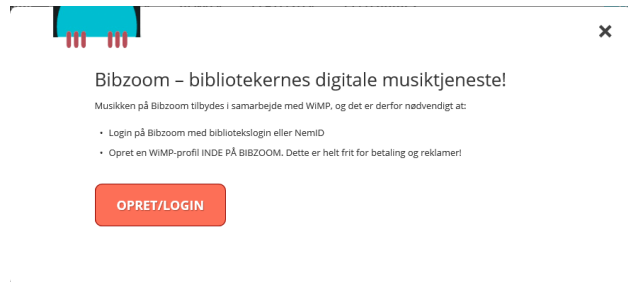 Bibzoom – bibliotekernes digitale musiktjeneste!
Musikken på Bibzoom tilbydes i samarbejde med WiMP, og det er derfor nødvendigt at:
• Login på Bibzoom med bibliotekslogin eller NemID
• Opret en WiMP-profil INDE PÅ BIBZOOM. Dette er helt frit for betaling og reklamer!
OPRET/LOGIN